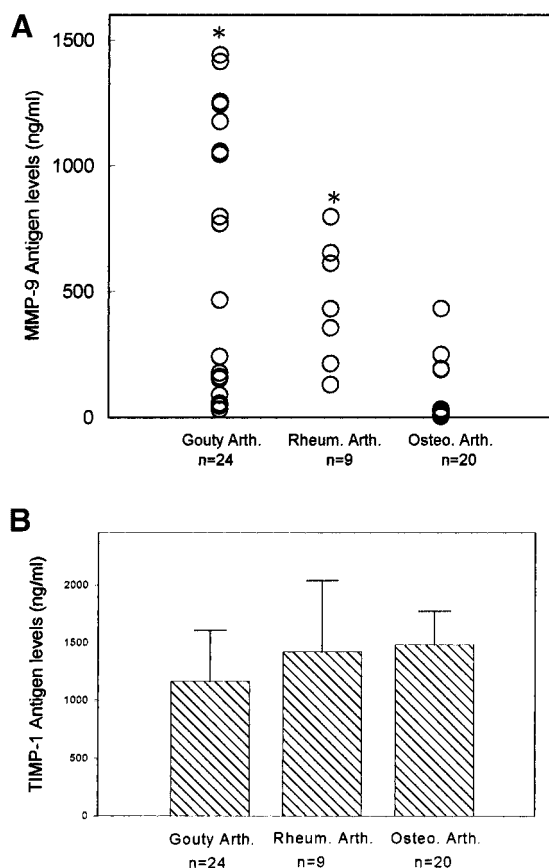 A
MMP-9 Antigen levels (ng/ml)
1500
1000
500
0
*
*
Gouty Arth. Rheum. Arth. Osteo. Arth.
n=24 n=9 n=20
B
TIMP-1 Antigen levels (ng/ml)
2000
1500
1000
500
0
Gouty Arth. Rheum. Arth. Osteo. Arth.
n=24 n=9 n=20